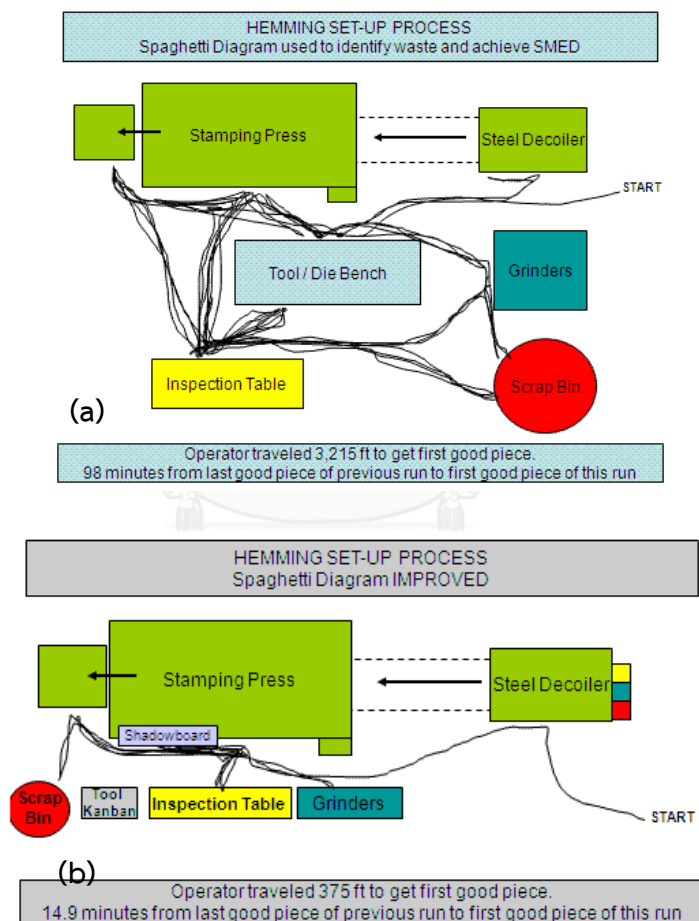 HEMMING SET-UP PROCESS
Spaghetti Diagram used to identify waste and achieve SMED
Stamping Press
Steel Decoiler
START
Tool / Die Bench
Grinders
Inspection Table
Scrap Bin
(a)
Operator traveled 3,215 ft to get first good piece.
98 minutes from last good piece of previous run to first good piece of this run
HEMMING SET-UP PROCESS
Spaghetti Diagram IMPROVED
Stamping Press
Steel Decoiler
Shadowboard
Scrap
Bin
Tool
Kanban
Inspection Table
Grinders
START
(b)
Operator traveled 375 ft to get first good piece.
14.9 minutes from last good piece of previous run to first good piece of this run